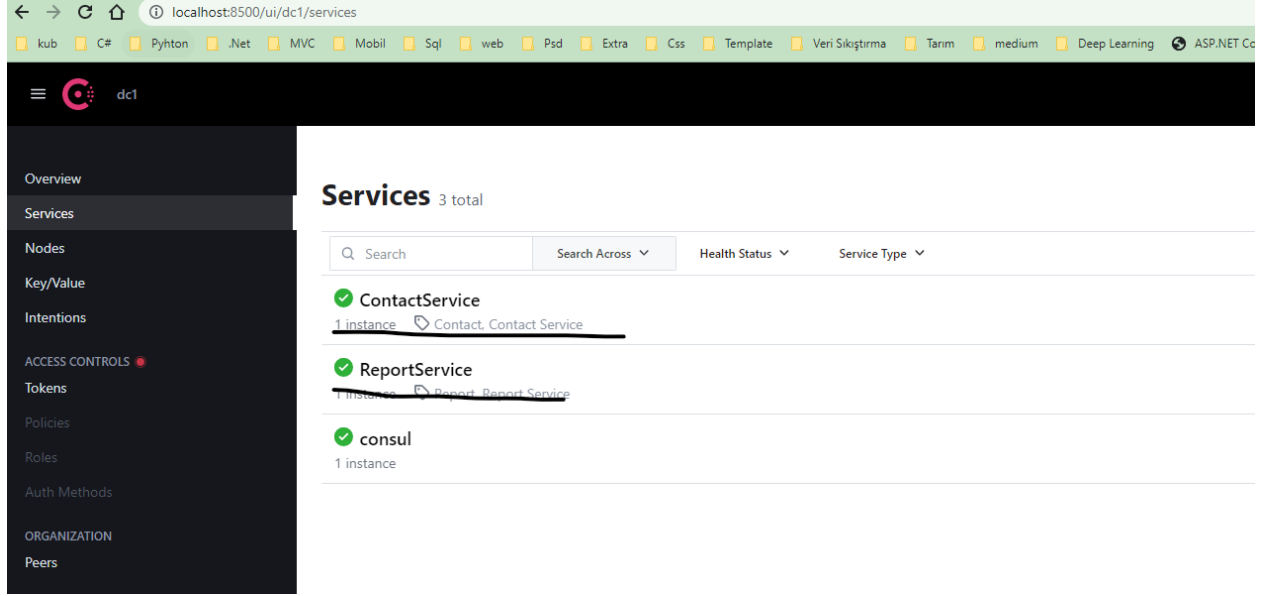 localhost:8500/ui/dc1/services
kub C# Pyhton .Net MVC Mobil Sql web Psd Extra Css Template Veri Sıkıştırma Tarım medium Deep Learning ASP.NET Co
dc1
Overview
Services
Nodes
Key/Value
Intentions
ACCESS CONTROLS
Tokens
Policies
Roles
Auth Methods
ORGANIZATION
Peers
Services 3 total
Search Search Across Health Status Service Type
ContactService
1 instance Contact, Contact Service
ReportService
1 instance Report, Report Service
consul
1 instance